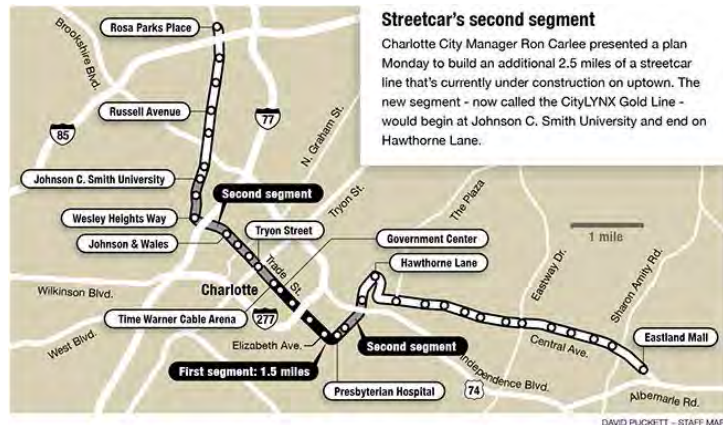 Streetcar's second segment
Charlotte City Manager Ron Carlee presented a plan
Monday to build an additional 2.5 miles of a streetcar
line that's currently under construction on uptown. The
new segment - now called the CityLYNX Gold Line -
would begin at Johnson C. Smith University and end on
Hawthorne Lane.
Rosa Parks Place
Brookshire Blvd.
Russell Avenue
77
85
N. Graham St.
Johnson C. Smith University
Second segment
Tryon St.
The Plaza
Wesley Heights Way
Tryon Street
1 mile
Johnson & Wales
Government Center
Trade St.
Hawthorne Lane
Eastway Dr.
Sharon Amity Rd.
Wilkinson Blvd.
Charlotte
Time Warner Cable Arena
277
West Blvd.
Elizabeth Ave.
Second segment
Central Ave.
Eastland Mall
First segment: 1.5 miles
Independence Blvd.
Presbyterian Hospital
74
Albemarle Rd.
DAVID PUCKETT – STAFF MAP